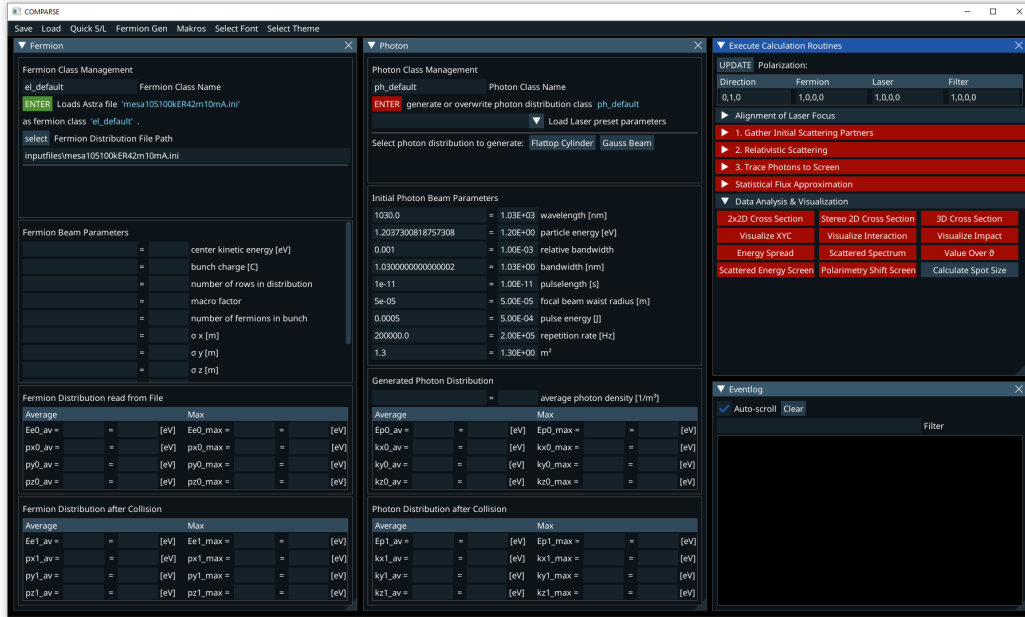 COMPARSE
Save Load Quick S/L Fermion Gen Makros Select Font Select Theme
Fermion
Fermion Class Management
el_default Fermion Class Name
ENTER Loads Astra file 'mesa105100kER42m10mA.ini'
as fermion class 'el_default' .
select Fermion Distribution File Path
inputfiles\mesa105100kER42m10mA.ini
Fermion Beam Parameters
= center kinetic energy [eV]
= bunch charge [C]
= number of rows in distribution
= macro factor
= number of fermions in bunch
= σ x [m]
= σ y [m]
= σ z [m]
Fermion Distribution read from File
Average Max
Ee0_av = = [eV] Ee0_max = = [eV]
px0_av = = [eV] px0_max = = [eV]
py0_av = = [eV] py0_max = = [eV]
pz0_av = = [eV] pz0_max = = [eV]
Fermion Distribution after Collision
Average Max
Ee1_av = = [eV] Ee1_max = = [eV]
px1_av = = [eV] px1_max = = [eV]
py1_av = = [eV] py1_max = = [eV]
pz1_av = = [eV] pz1_max = = [eV]
Photon
Photon Class Management
ph_default Photon Class Name
ENTER generate or overwrite photon distribution class ph_default
Load Laser preset parameters
Select photon distribution to generate: Flattop Cylinder Gauss Beam
Initial Photon Beam Parameters
1030.0 = 1.03E+03 wavelength [nm]
1.2037300818757308 = 1.20E+00 particle energy [eV]
0.001 = 1.00E-03 relative bandwidth
1.0300000000000002 = 1.03E+00 bandwidth [nm]
1e-11 = 1.00E-11 pulselength [s]
5e-05 = 5.00E-05 focal beam waist radius [m]
0.0005 = 5.00E-04 pulse energy [J]
200000.0 = 2.00E+05 repetition rate [Hz]
1.3 = 1.30E+00 m²
Generated Photon Distribution
= average photon density [1/m³]
Average Max
Ep0_av = = [eV] Ep0_max = = [eV]
kx0_av = = [eV] kx0_max = = [eV]
ky0_av = = [eV] ky0_max = = [eV]
kz0_av = = [eV] kz0_max = = [eV]
Photon Distribution after Collision
Average Max
Ep1_av = = [eV] Ep1_max = = [eV]
kx1_av = = [eV] kx1_max = = [eV]
ky1_av = = [eV] ky1_max = = [eV]
kz1_av = = [eV] kz1_max = = [eV]
Execute Calculation Routines
UPDATE Polarization:
Direction Fermion Laser Filter
0,1,0 1,0,0,0 1,0,0,0 1,0,0,0
Alignment of Laser Focus
1. Gather Initial Scattering Partners
2. Relativistic Scattering
3. Trace Photons to Screen
Statistical Flux Approximation
Data Analysis & Visualization
2x2D Cross Section Stereo 2D Cross Section 3D Cross Section
Visualize XYC Visualize Interaction Visualize Impact
Energy Spread Scattered Spectrum Value Over ϑ
Scattered Energy Screen Polarimetry Shift Screen Calculate Spot Size
Eventlog
Auto-scroll Clear
Filter